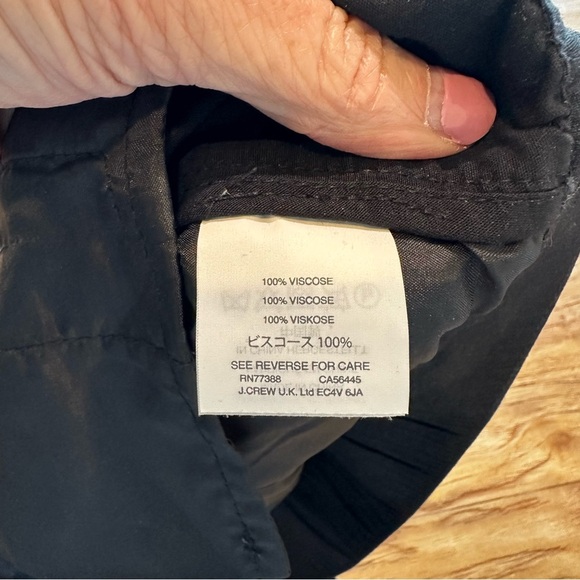 100% VISCOSE
100% VISCOSE
100% VISKOSE
ビスコース 100%
SEE REVERSE FOR CARE
RN77388 CA56445
J.CREW U.K. Ltd EC4V 6JA